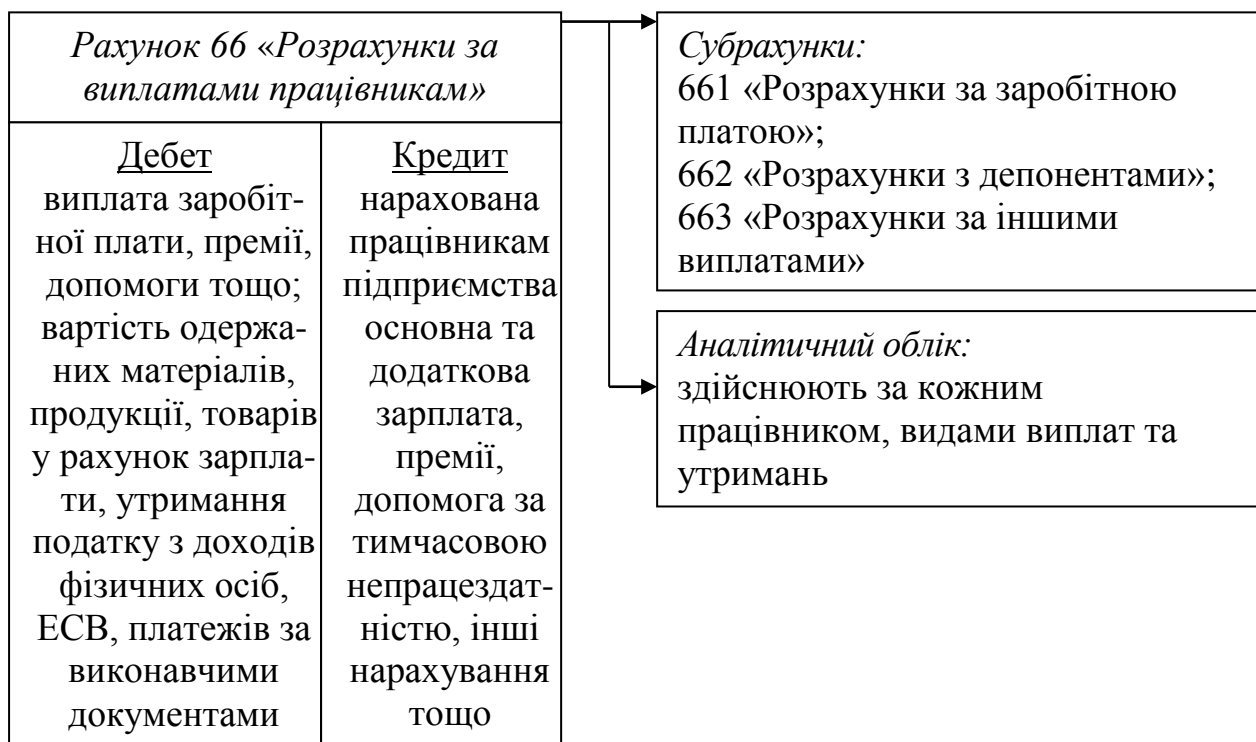 Рахунок 66 «Розрахунки за
виплатами працівникам»
Дебет
виплата заробіт-
ної плати, премії,
допомоги тощо;
вартість одержа-
них матеріалів,
продукції, товарів
у рахунок зарпла-
ти, утримання
податку з доходів
фізичних осіб,
ЕСВ, платежів за
виконавчими
документами
Кредит
нарахована
працівникам
підприємства
основна та
додаткова
зарплата,
премії,
допомога за
тимчасовою
непрацездат-
ністю, інші
нарахування
тощо
Субрахунки:
661 «Розрахунки за заробітною
платою»;
662 «Розрахунки з депонентами»;
663 «Розрахунки за іншими
виплатами»
Аналітичний облік:
здійснюють за кожним
працівником, видами виплат та
утримань